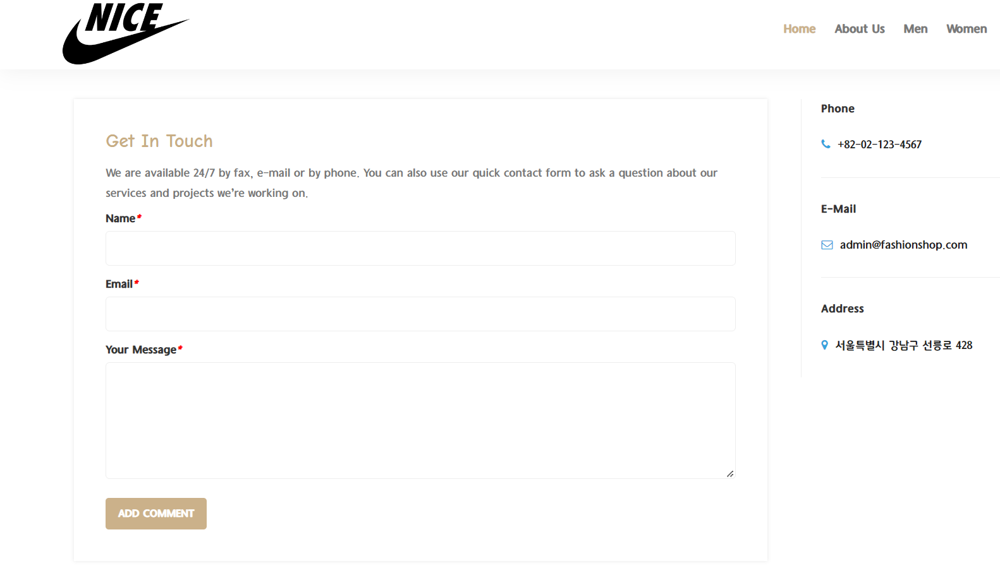 NICE
Home About Us Men Women
Get In Touch
We are available 24/7 by fax, e-mail or by phone. You can also use our quick contact form to ask a question about our
services and projects we’re working on.
Name*
Email*
Your Message*
ADD COMMENT
Phone
+82-02-123-4567
E-Mail
admin@fashionshop.com
Address
서울특별시 강남구 선릉로 428